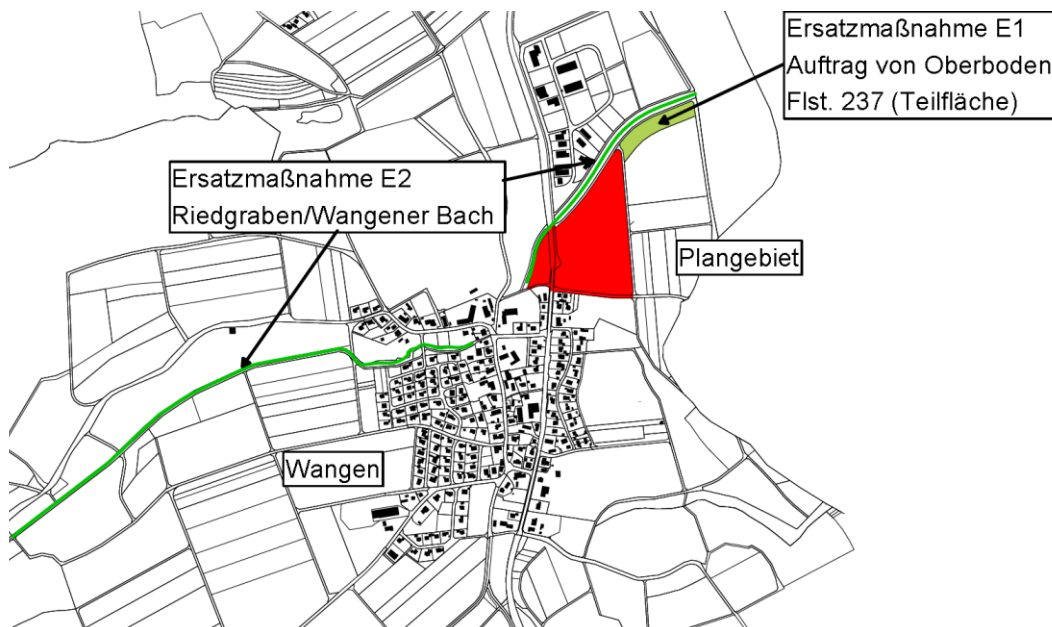 Ersatzmaßnahme E1
Auftrag von Oberboden
Flst. 237 (Teilfläche)
Ersatzmaßnahme E2
Riedgraben/Wangener Bach
Plangebiet
Wangen